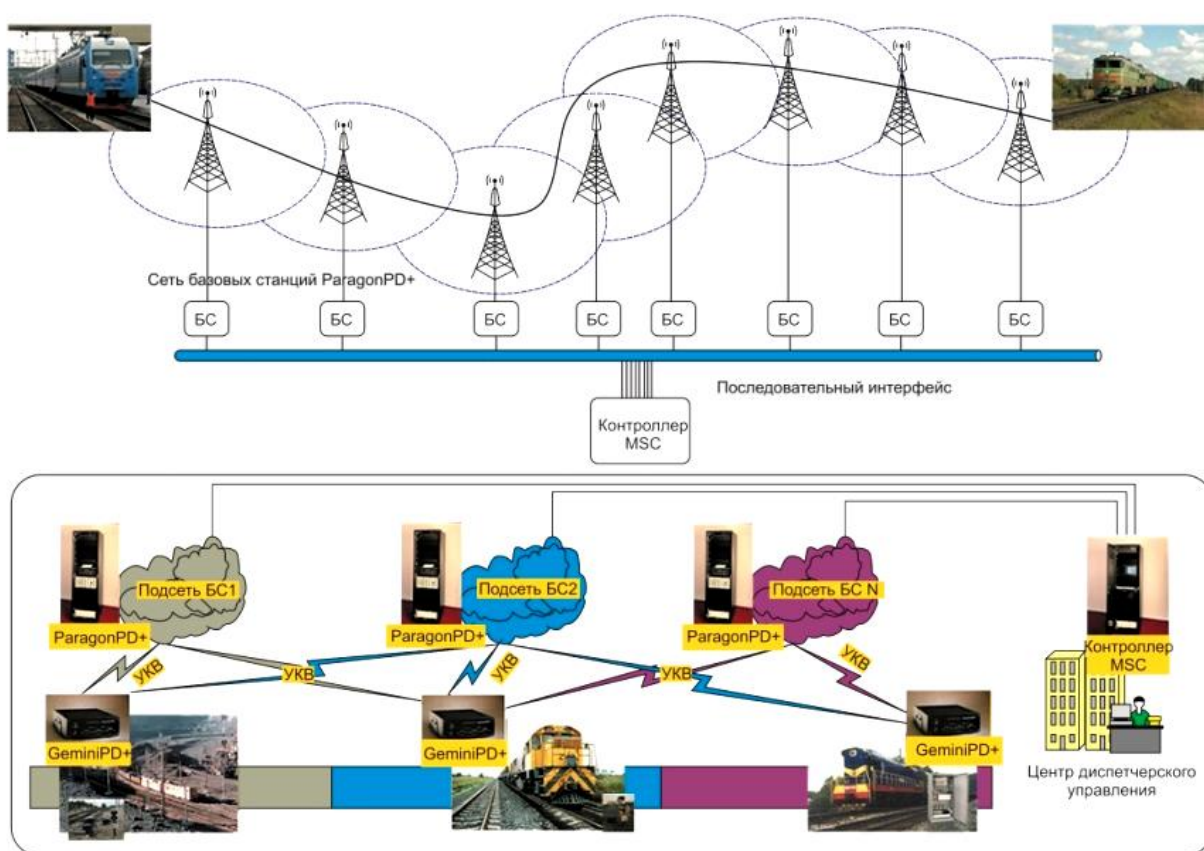 Сеть базовых станций ParagonPD+
БС
БС
БС
БС
БС
БС
БС
БС
Последовательный интерфейс
Контроллер
MSC
Подсеть БС1
Подсеть БС2
Подсеть БС N
ParagonPD+
ParagonPD+
ParagonPD+
Контроллер
MSC
УКВ
УКВ
УКВ
УКВ
УКВ
GeminiPD+
GeminiPD+
GeminiPD+
Центр диспетчерского
управления